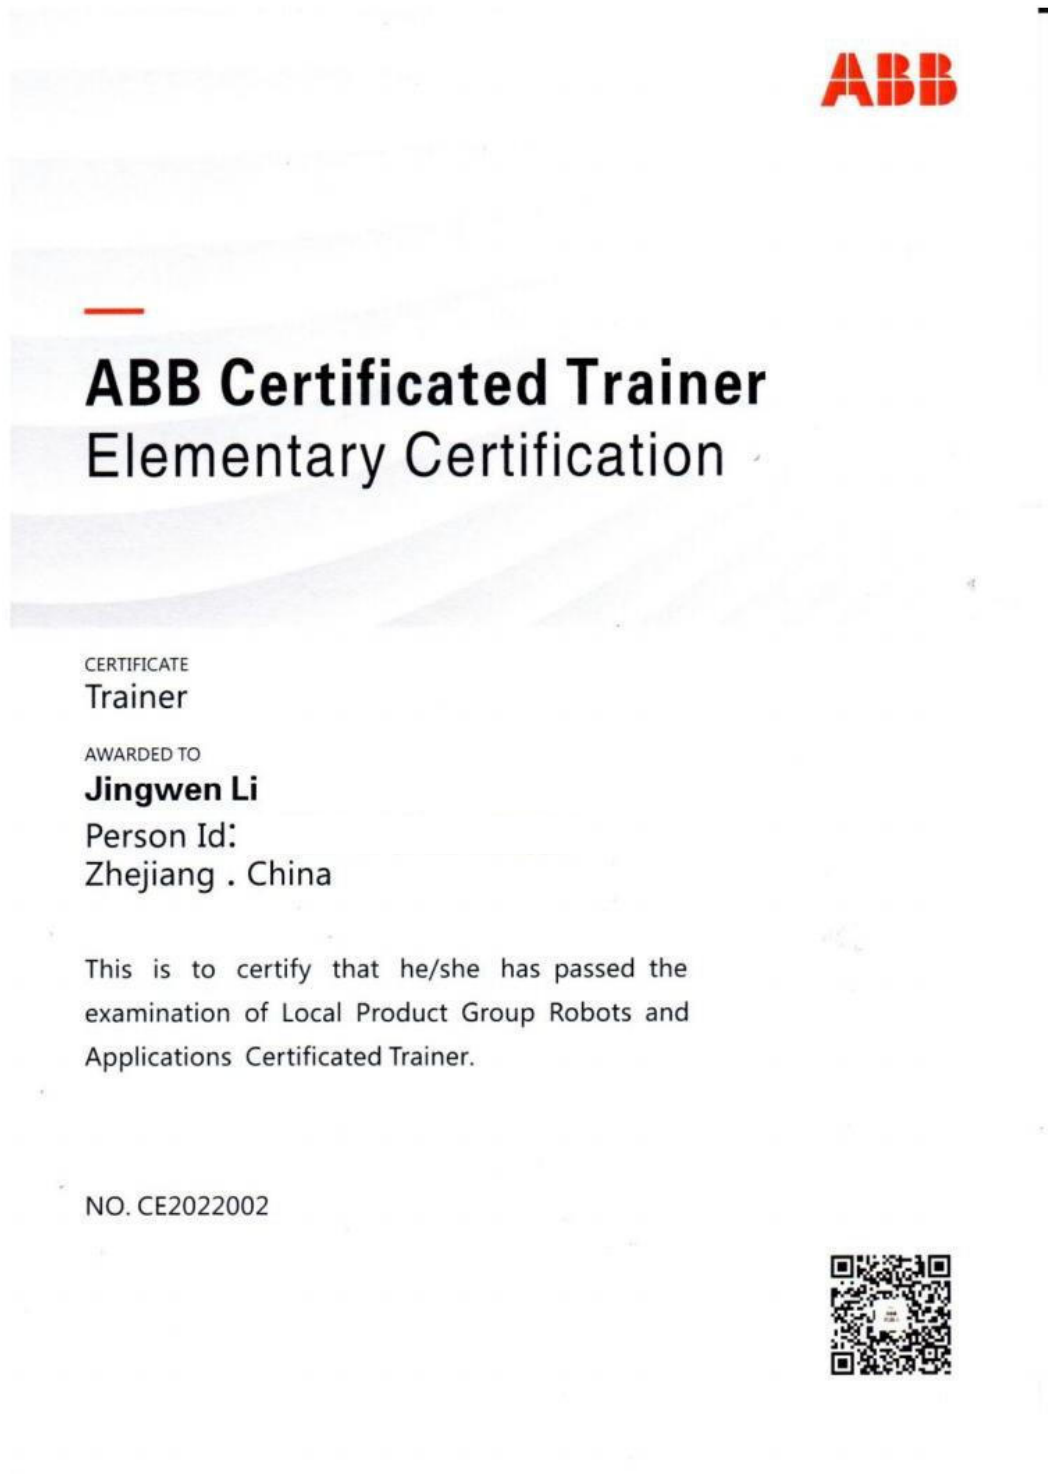 ABB
ABB Certificated Trainer
Elementary Certification
CERTIFICATE
Trainer
AWARDED TO
Jingwen Li
Person Id:
Zhejiang . China
This is to certify that he/she has passed the
examination of Local Product Group Robots and
Applications Certificated Trainer.
NO. CE2022002